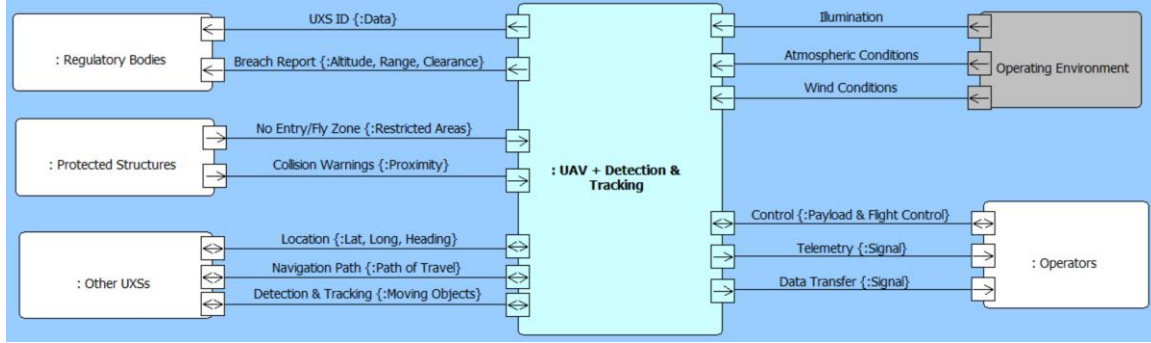 UXS ID {:Data}
: Regulatory Bodies
Breach Report {:Altitude, Range, Clearance}
No Entry/Fly Zone {:Restricted Areas}
: Protected Structures
Collision Warnings {:Proximity}
Location {:Lat, Long, Heading}
Navigation Path {:Path of Travel}
: Other UXSs
Detection & Tracking {:Moving Objects}
: UAV + Detection &
Tracking
Illumination
Atmospheric Conditions
Operating Environment
Wind Conditions
Control {:Payload & Flight Control}
Telemetry {:Signal}
: Operators
Data Transfer {:Signal}